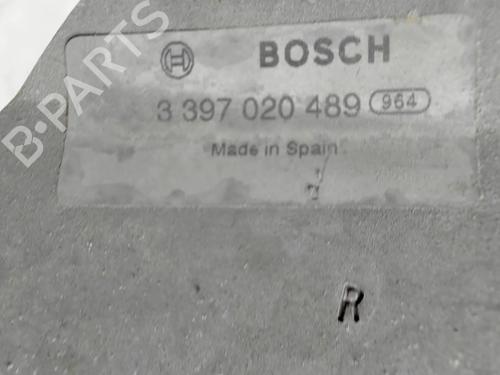 BOSCH
3 397 020 489 964
Made in Spain
R
B-PARTS